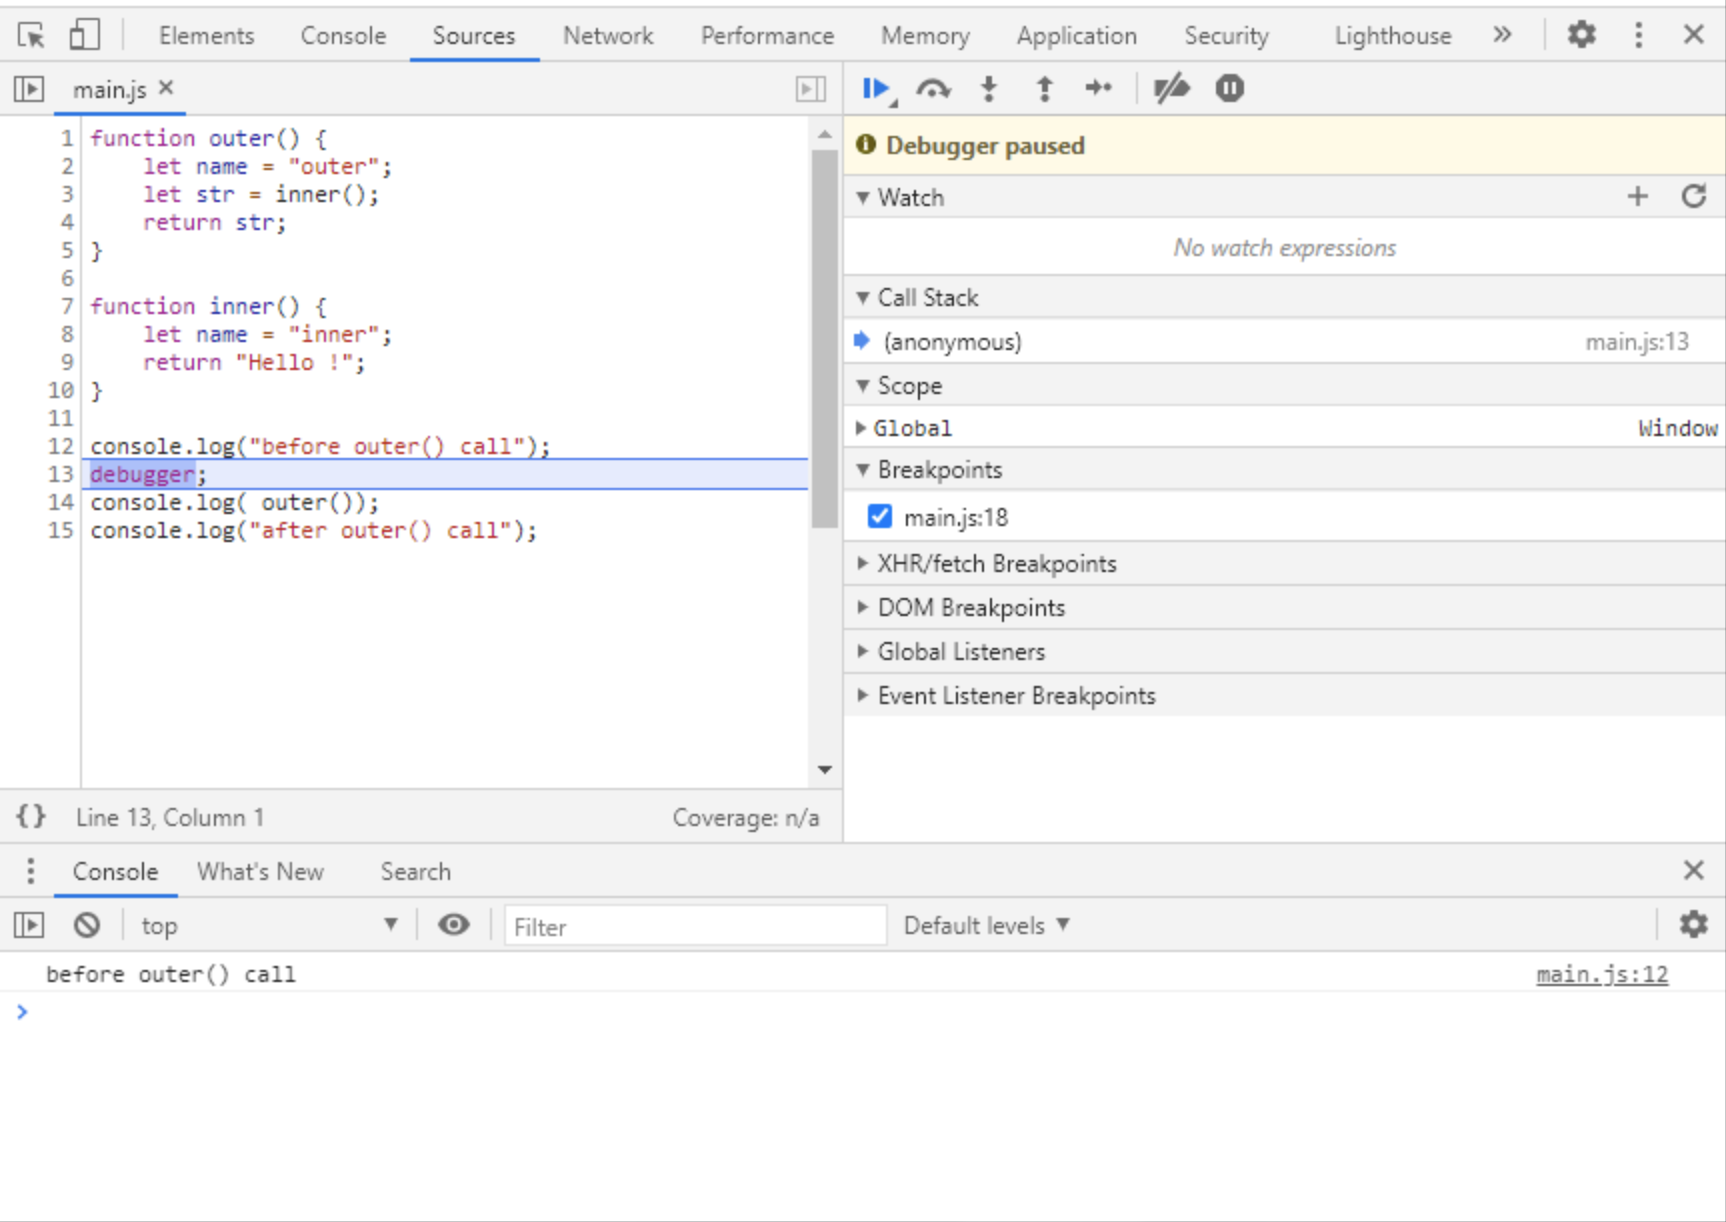 Elements Console Sources Network Performance Memory Application Security Lighthouse »
main.js ×
1 function outer() {
2     let name = "outer";
3     let str = inner();
4     return str;
5 }
6
7 function inner() {
8     let name = "inner";
9     return "Hello !";
10 }
11
12 console.log("before outer() call");
13 debugger;
14 console.log( outer());
15 console.log("after outer() call");
{} Line 13, Column 1 Coverage: n/a
Debugger paused
Watch
No watch expressions
Call Stack
(anonymous) main.js:13
Scope
Global Window
Breakpoints
main.js:18
XHR/fetch Breakpoints
DOM Breakpoints
Global Listeners
Event Listener Breakpoints
Console What's New Search
top Filter Default levels
before outer() call main.js:12
>